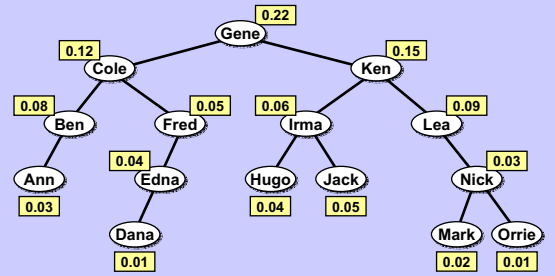 0.22
Gene
0.12 0.15
Cole Ken
0.08 0.05 0.06 0.09
Ben Fred Irma Lea
0.04 0.03
Ann Edna Hugo Jack Nick
0.03 0.04 0.05
Dana Mark Orrie
0.01 0.02 0.01